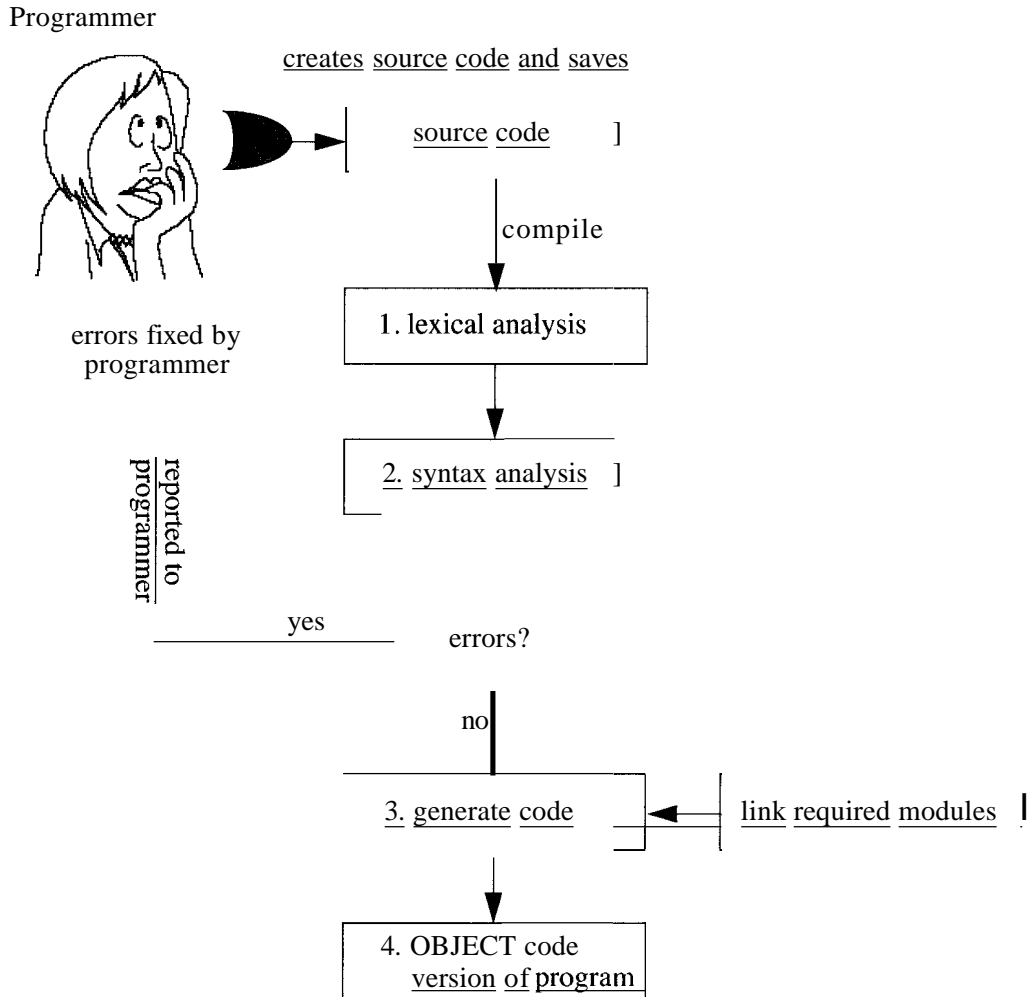 Programmer
creates source code and saves
source code ]
compile
1. lexical analysis
errors fixed by
programmer
2. syntax analysis ]
reported to
programmer
yes
errors?
no
3. generate code
link required modules
4. OBJECT code
version of program